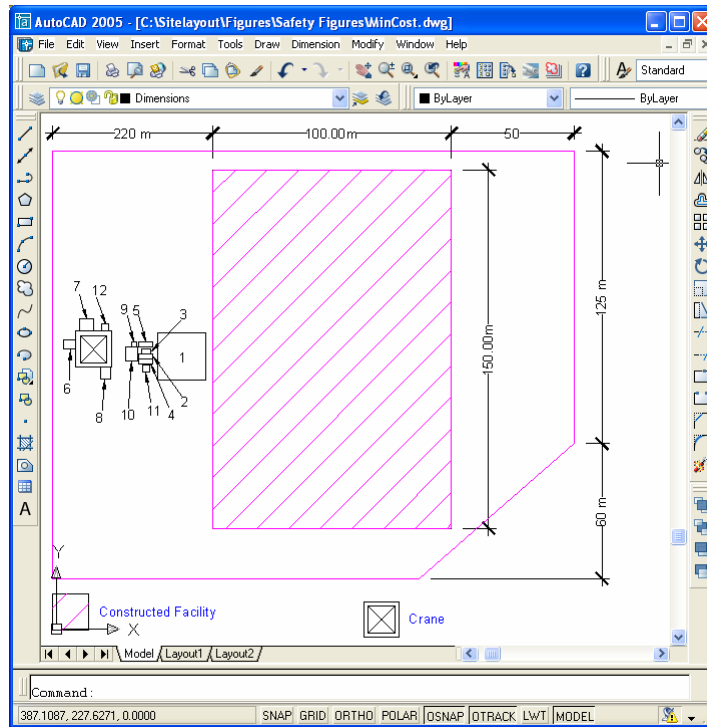 AutoCAD 2005 - [C:\Sitelayout\Figures\Safety Figures\MinCost.dwg]
File Edit View Insert Format Tools Draw Dimension Modify Window Help
Standard
Dimensions ByLayer ByLayer
220 m 100.00m 50
7 12 9 5 3
1
6
8 10 11 4 2
150.00m
125 m
60 m
Y
X
Constructed Facility
Crane
Model Layout1 Layout2
Command:
387.1087, 227.6271, 0.0000 SNAP GRID ORTHO POLAR OSNAP OTRACK LWT MODEL